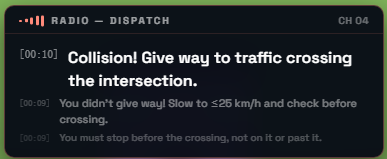 RADIO — DISPATCH CH 04
[00:10] Collision! Give way to traffic crossing
the intersection.
[00:09] You didn't give way! Slow to ≤25 km/h and check before
crossing.
[00:09] You must stop before the crossing, not on it or past it.